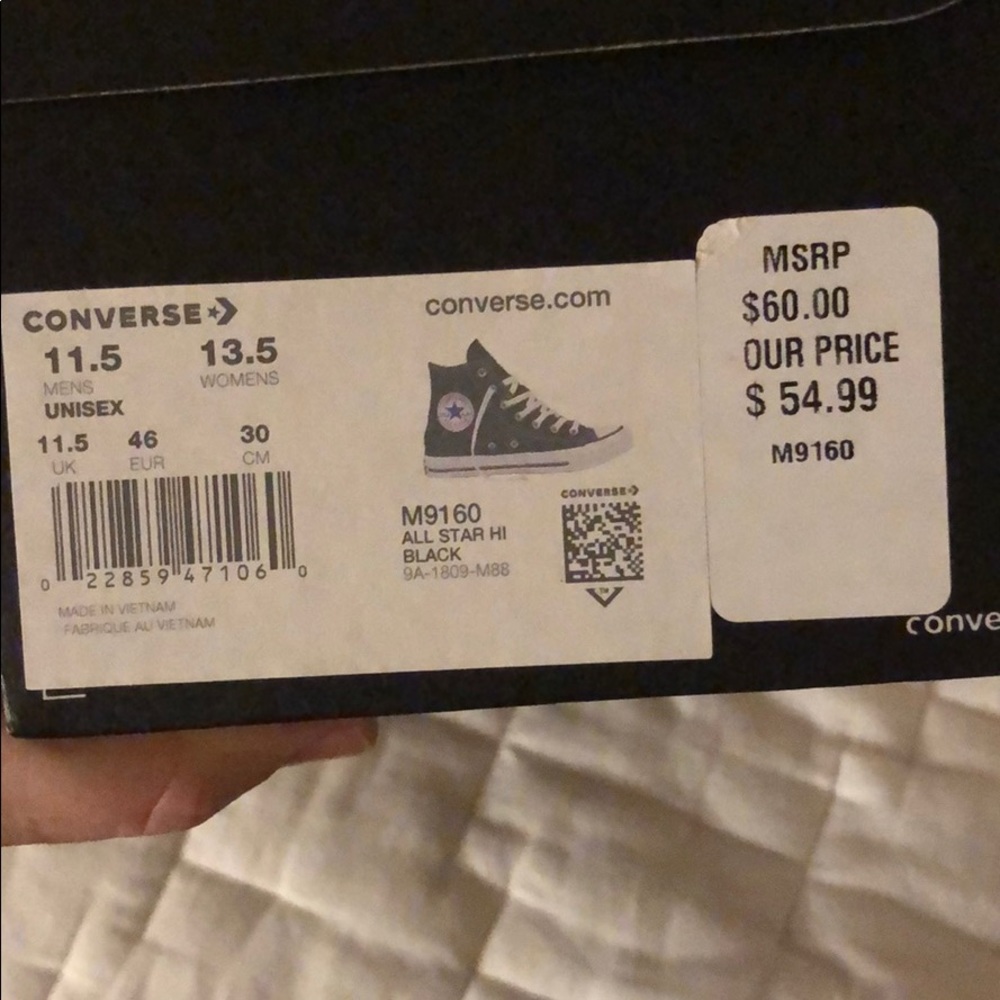 CONVERSE
11.5 13.5
MENS WOMENS
UNISEX
11.5 46 30
UK EUR CM
0 22859 47106 0
MADE IN VIETNAM
FABRIQUE AU VIETNAM
converse.com
M9160
ALL STAR HI
BLACK
9A-1809-M88
CONVERSE
MSRP
$60.00
OUR PRICE
$ 54.99
M9160
conve